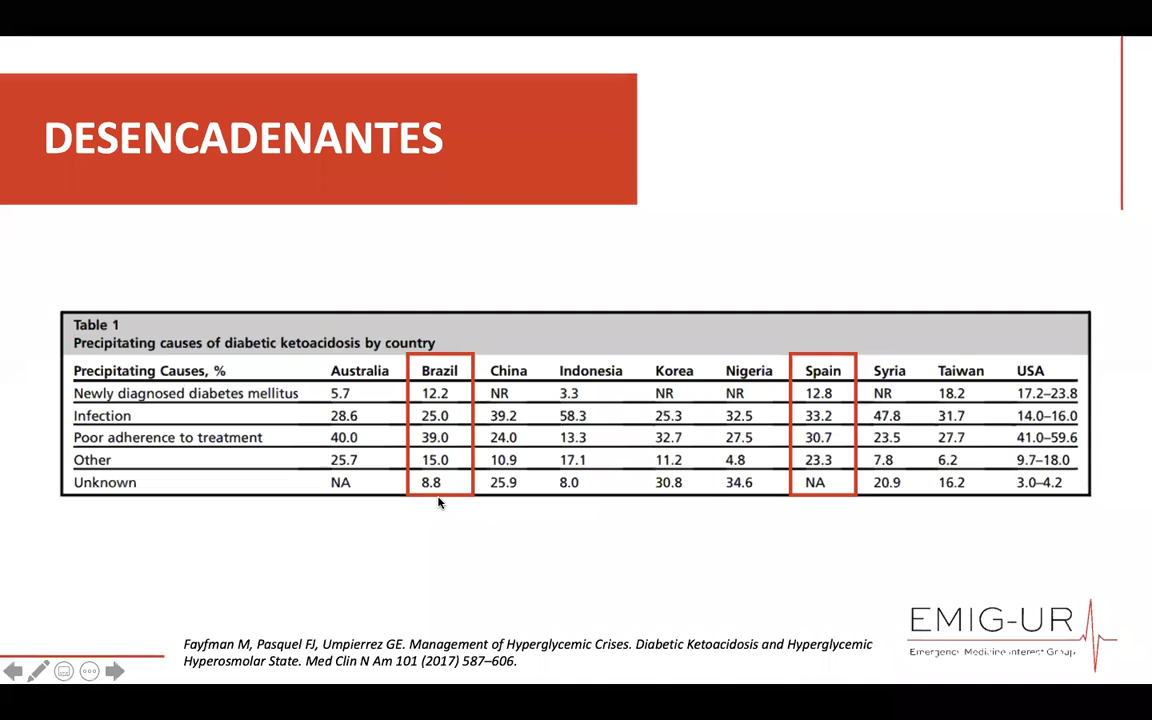 DESENCADENANTES
Table 1
Precipitating causes of diabetic ketoacidosis by country
Precipitating Causes, % Australia Brazil China Indonesia Korea Nigeria Spain Syria Taiwan USA
Newly diagnosed diabetes mellitus 5.7 12.2 NR 3.3 NR NR 12.8 NR 18.2 17.2–23.8
Infection 28.6 25.0 39.2 58.3 25.3 32.5 33.2 47.8 31.7 14.0–16.0
Poor adherence to treatment 40.0 39.0 24.0 13.3 32.7 27.5 30.7 23.5 27.7 41.0–59.6
Other 25.7 15.0 10.9 17.1 11.2 4.8 23.3 7.8 6.2 9.7–18.0
Unknown NA 8.8 25.9 8.0 30.8 34.6 NA 20.9 16.2 3.0–4.2
Fayfman M, Pasquel FJ, Umpierrez GE. Management of Hyperglycemic Crises. Diabetic Ketoacidosis and Hyperglycemic
Hyperosmolar State. Med Clin N Am 101 (2017) 587–606.
EMIG-UR
Emergency Medicine Interest Group